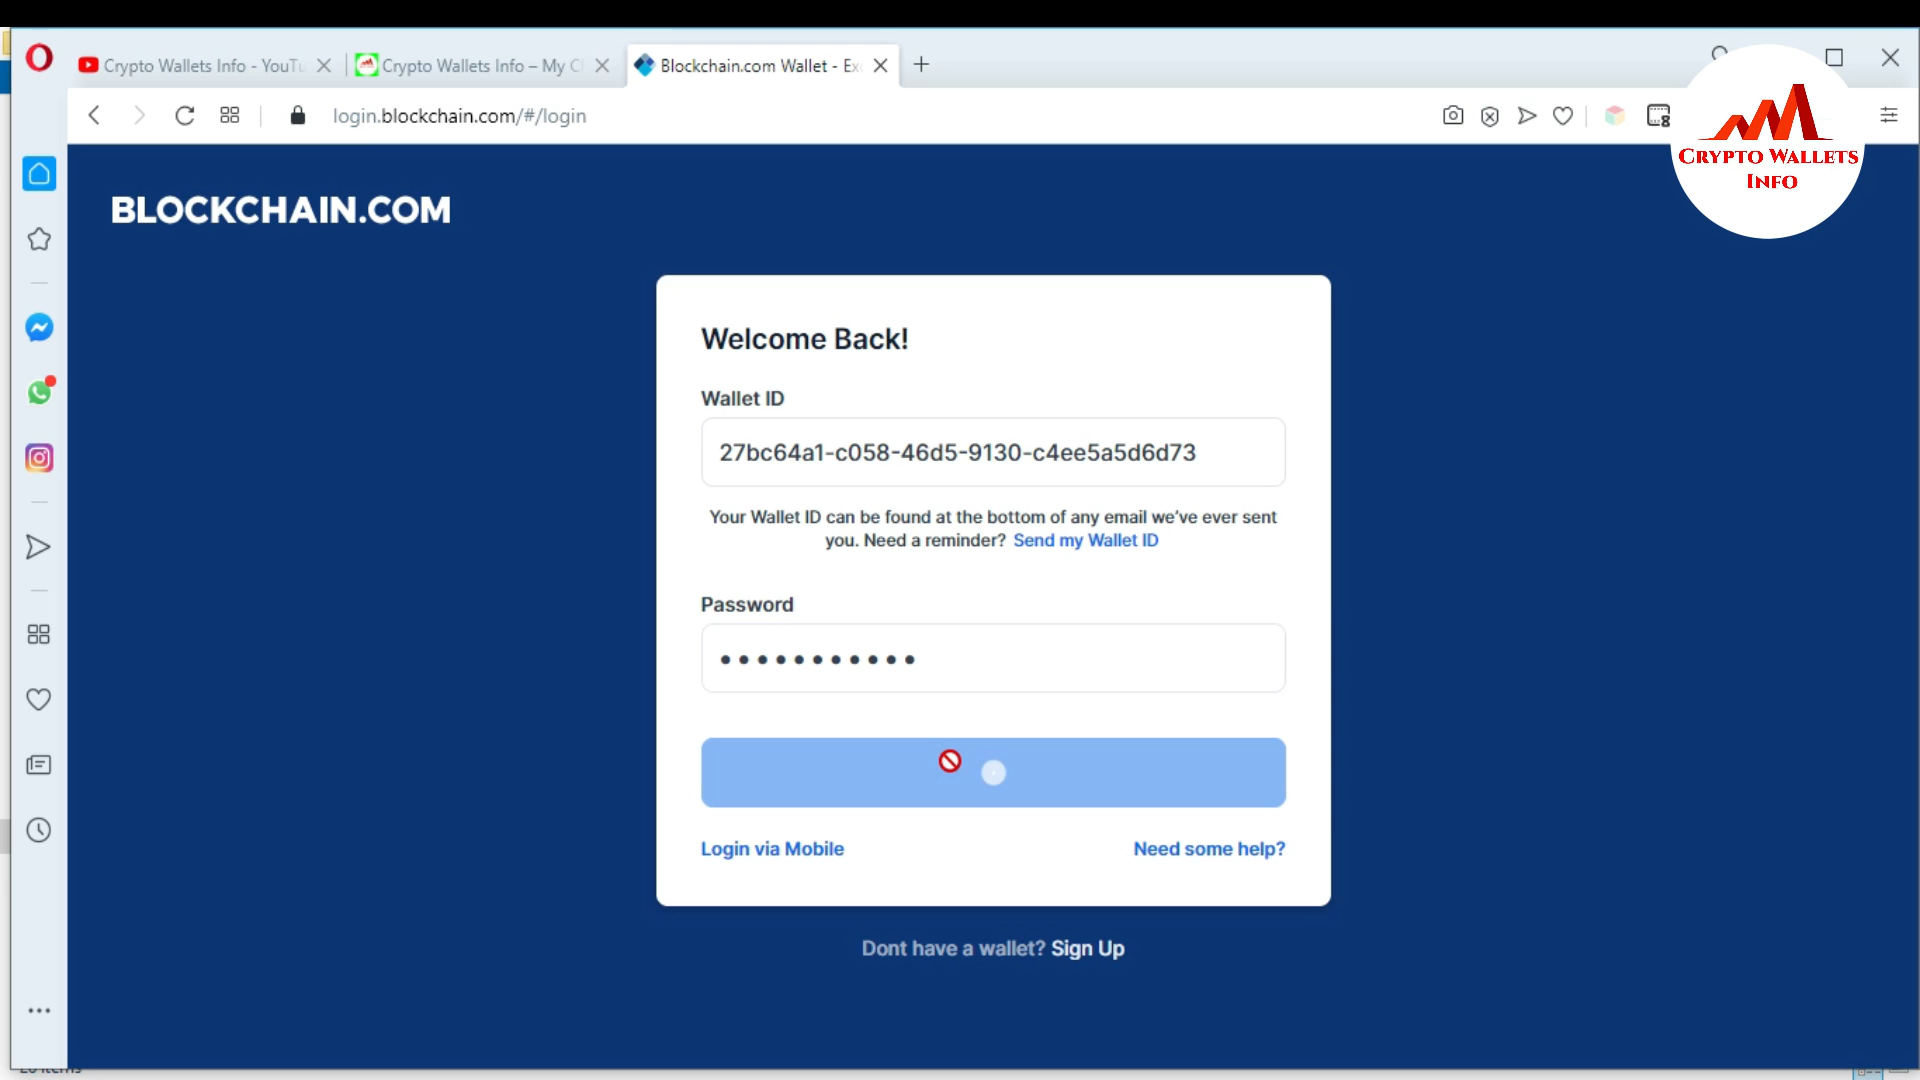 Crypto Wallets Info - YouTu
Crypto Wallets Info – My C
Blockchain.com Wallet - Ex
login.blockchain.com/#/login
CRYPTO WALLETS
INFO
BLOCKCHAIN.COM
Welcome Back!
Wallet ID
27bc64a1-c058-46d5-9130-c4ee5a5d6d73
Your Wallet ID can be found at the bottom of any email we've ever sent
you. Need a reminder? Send my Wallet ID
Password
Login via Mobile
Need some help?
Dont have a wallet? Sign Up